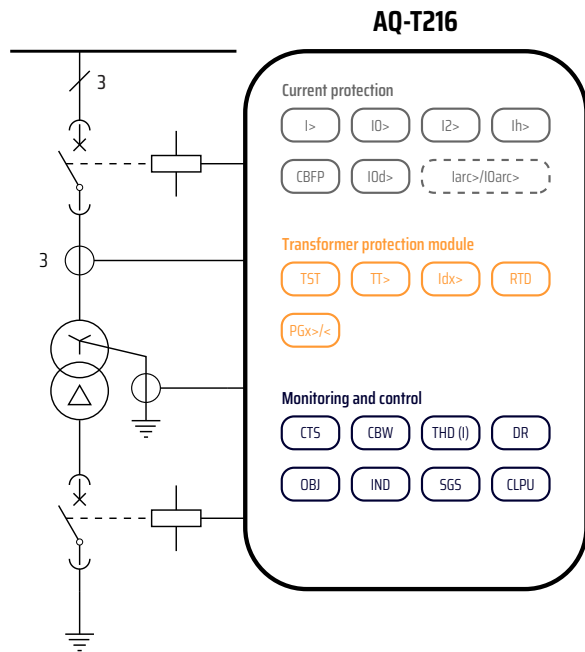 AQ-T216
3
Current protection
I> I0> I2> Ih>
CBFP I0d> Iarc>/I0arc>
3
Transformer protection module
TST TT> Idx> RTD
PGx>/<
Monitoring and control
CTS CBW THD (I) DR
OBJ IND SGS CLPU